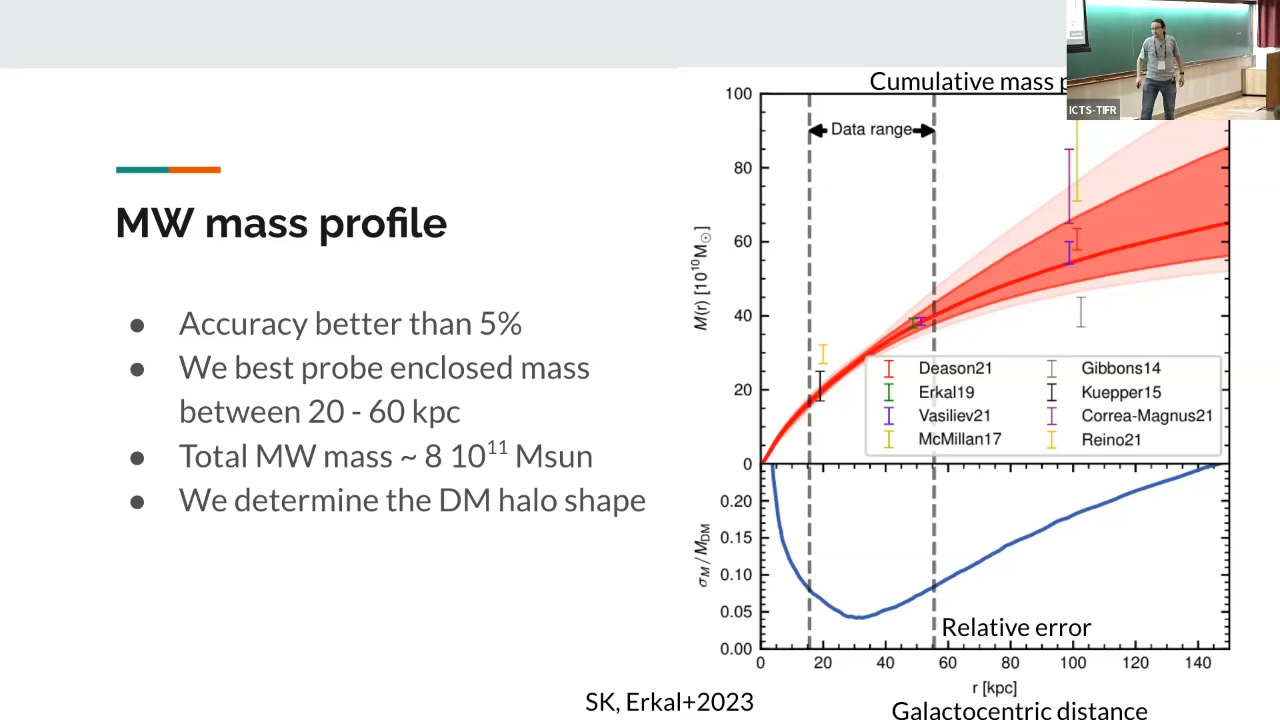 MW mass profile
● Accuracy better than 5%
● We best probe enclosed mass
between 20 - 60 kpc
● Total MW mass ~ 8 10¹¹ Msun
● We determine the DM halo shape
SK, Erkal+2023
Cumulative mass p
ICTS-TIFR
Data range
100
80
60
40
20
0
M(r) [10¹⁰M☉]
Deason21
Erkal19
Vasiliev21
McMillan17
Gibbons14
Kuepper15
Correa-Magnus21
Reino21
0.20
0.15
0.10
0.05
0.00
σM/MDM
Relative error
0 20 40 60 80 100 120 140
r [kpc]
Galactocentric distance